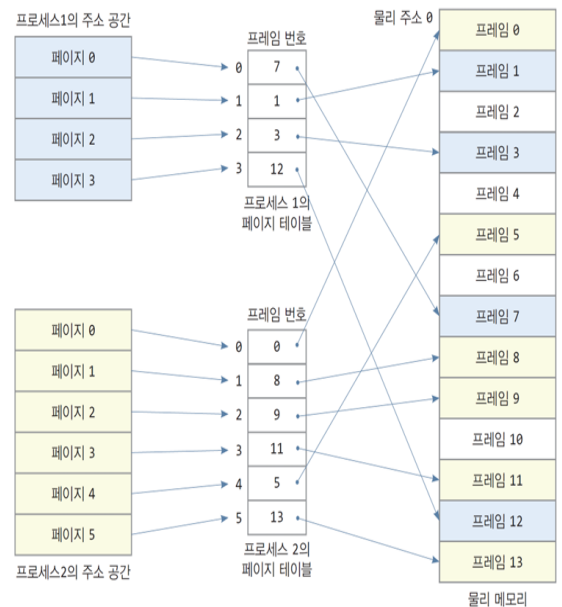 프로세스1의 주소 공간
페이지 0
페이지 1
페이지 2
페이지 3
프레임 번호
0 7
1 1
2 3
3 12
프로세스 1의
페이지 테이블
프로세스2의 주소 공간
페이지 0
페이지 1
페이지 2
페이지 3
페이지 4
페이지 5
프레임 번호
0 0
1 8
2 9
3 11
4 5
5 13
프로세스 2의
페이지 테이블
물리 주소 0
프레임 0
프레임 1
프레임 2
프레임 3
프레임 4
프레임 5
프레임 6
프레임 7
프레임 8
프레임 9
프레임 10
프레임 11
프레임 12
프레임 13
물리 메모리